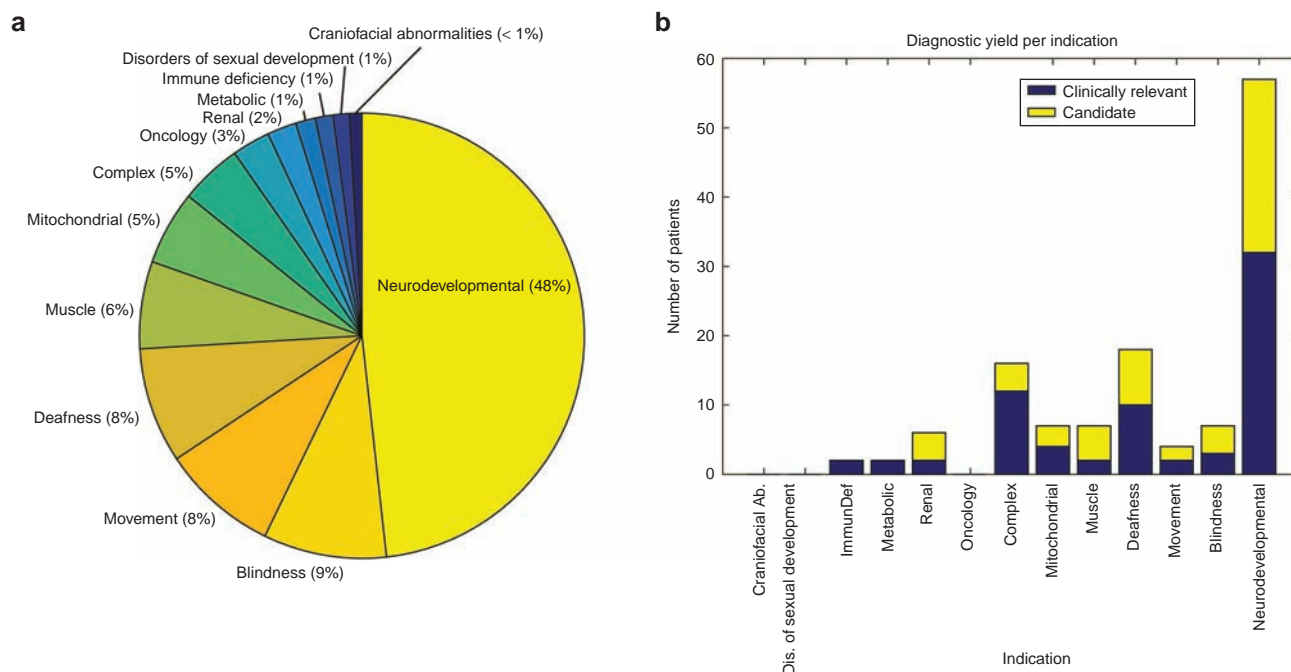 a
Craniofacial abnormalities (< 1%)
Disorders of sexual development (1%)
Immune deficiency (1%)
Metabolic (1%)
Renal (2%)
Oncology (3%)
Complex (5%)
Mitochondrial (5%)
Muscle (6%)
Deafness (8%)
Movement (8%)
Blindness (9%)
Neurodevelopmental (48%)
b
Diagnostic yield per indication
Clinically relevant
Candidate
Number of patients
60
50
40
30
20
10
0
Craniofacial Ab.
Dis. of sexual development
ImmunDef
Metabolic
Renal
Oncology
Complex
Mitochondrial
Muscle
Deafness
Movement
Blindness
Neurodevelopmental
Indication